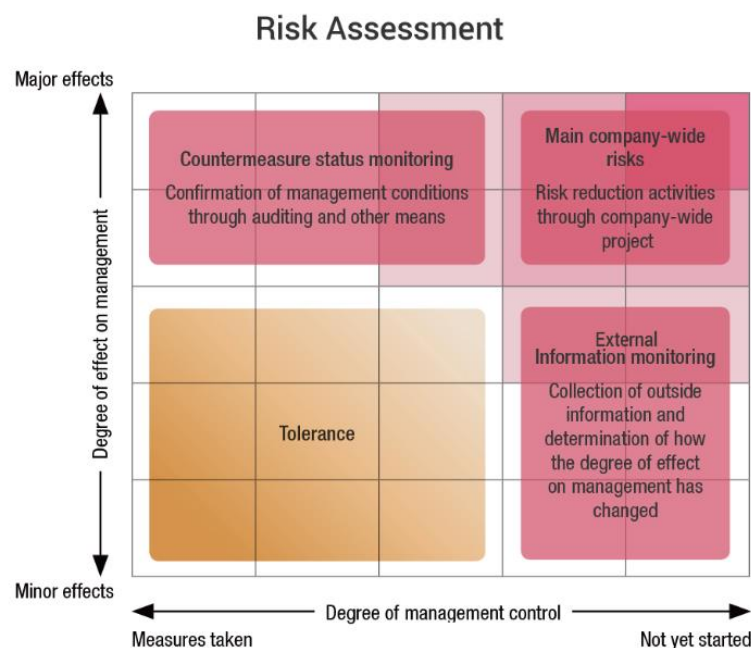 Risk Assessment
Major effects
Degree of effect on management
Minor effects
Countermeasure status monitoring
Confirmation of management conditions
through auditing and other means
Main company-wide
risks
Risk reduction activities
through company-wide
project
Tolerance
External
Information monitoring
Collection of outside
information and
determination of how
the degree of effect
on management has
changed
Degree of management control
Measures taken
Not yet started